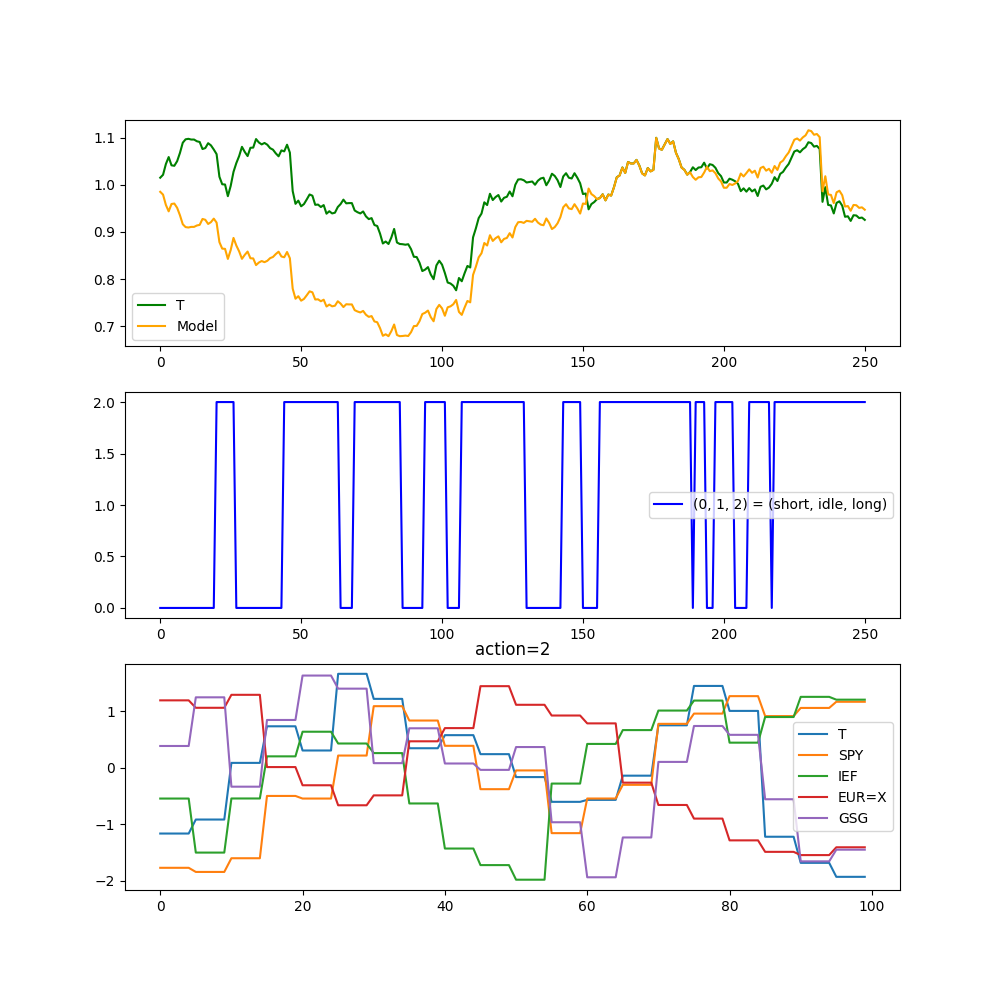 1.1
1.0
0.9
0.8
0.7
T
Model
0 50 100 150 200 250
2.0
1.5
1.0
0.5
0.0
(0, 1, 2) = (short, idle, long)
0 50 100 150 200 250
action=2
1
0
−1
−2
T
SPY
IEF
EUR=X
GSG
0 20 40 60 80 100